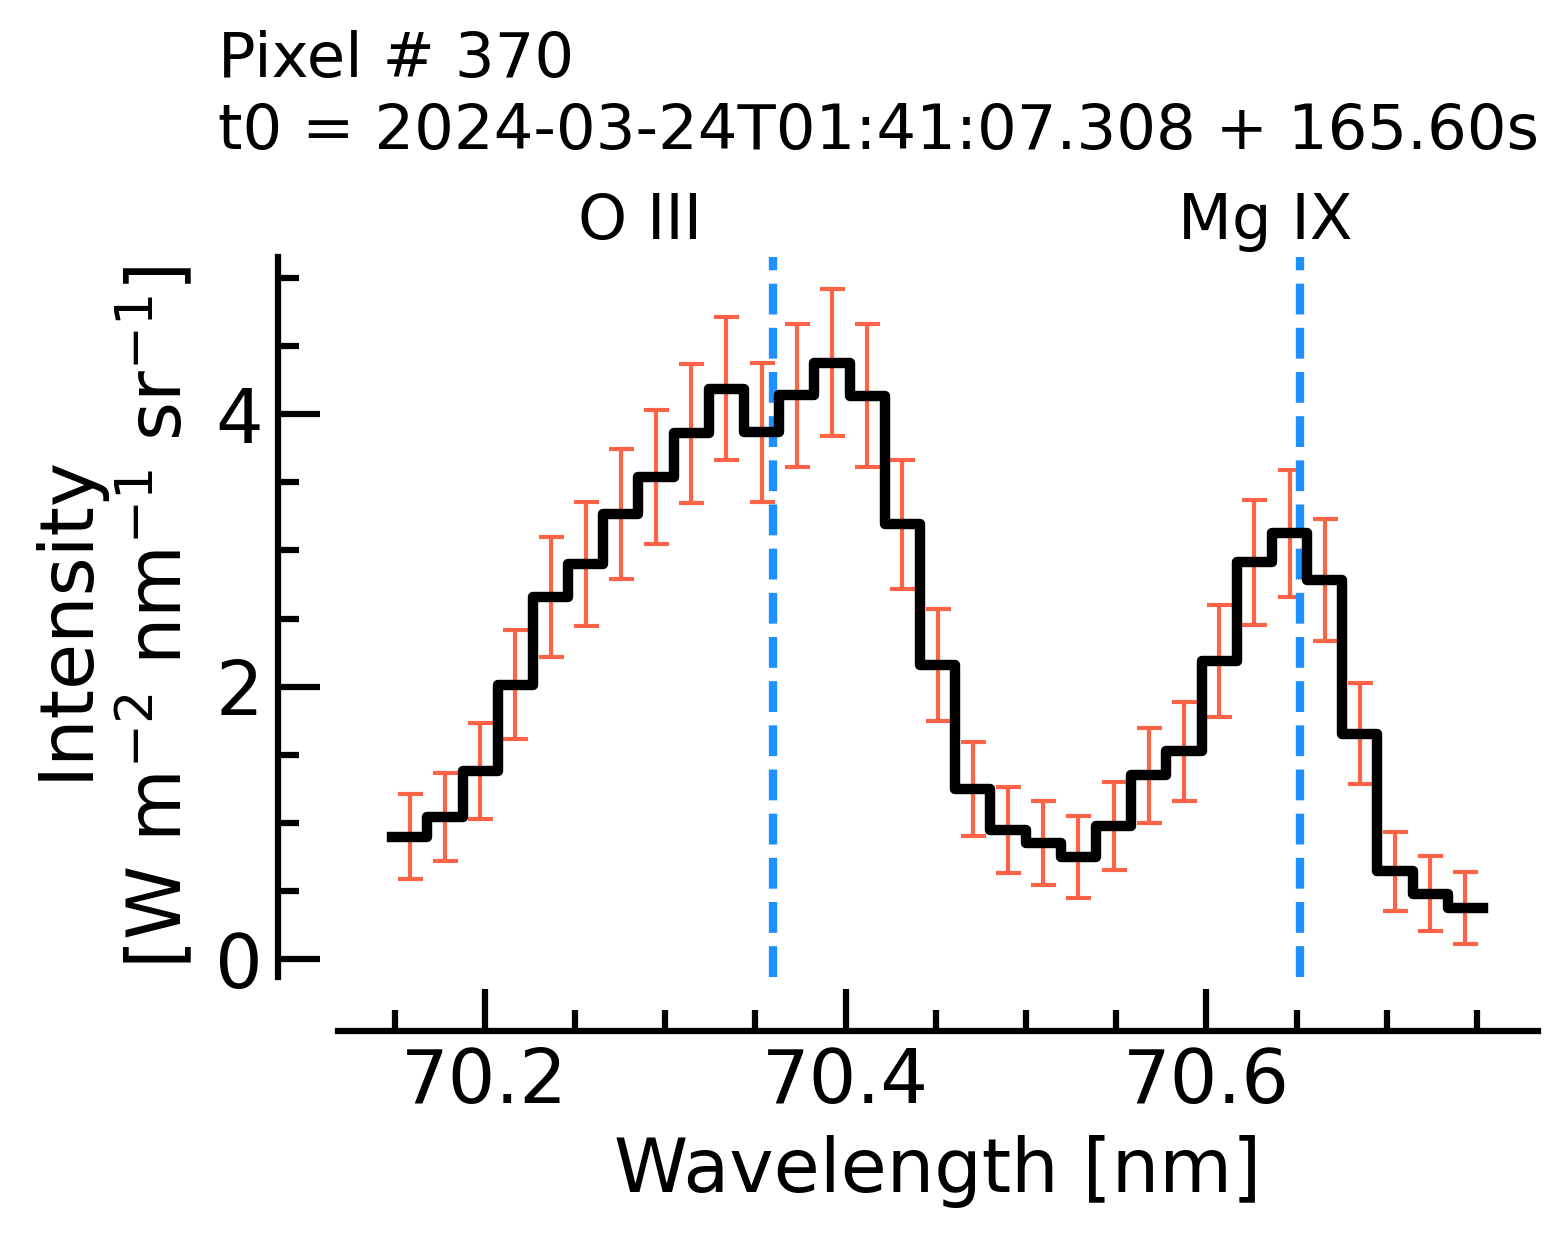 Pixel # 370
t0 = 2024-03-24T01:41:07.308 + 165.60s
O III Mg IX
Intensity
[W m⁻² nm⁻¹ sr⁻¹]
4
2
0
70.2 70.4 70.6
Wavelength [nm]